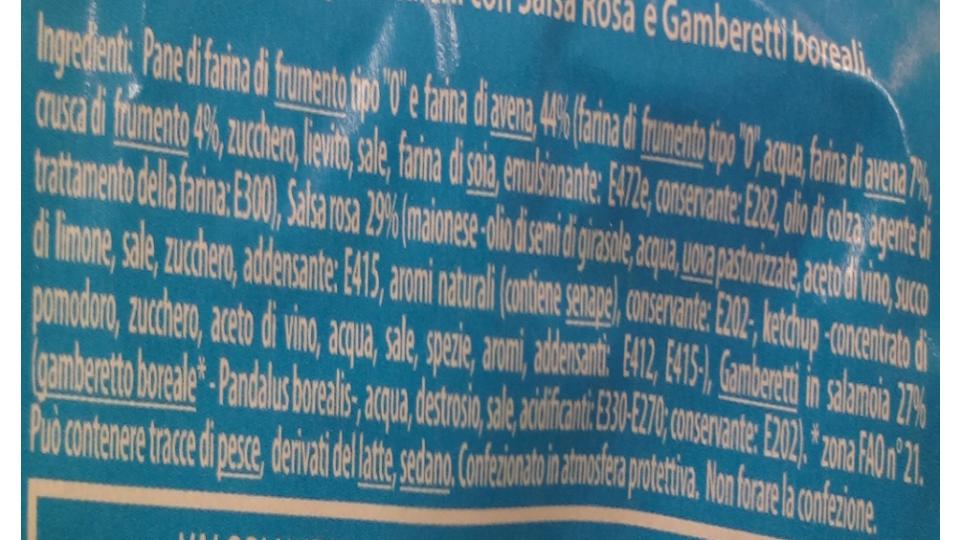 con Salsa Rosa e Gamberetti boreali.
Ingredienti: Pane di farina di frumento tipo "0" e farina di avena, 44% (farina di frumento tipo "0", acqua, farina di avena 7%,
crusca di frumento 4%, zucchero, lievito, sale, farina di soia, emulsionante: E472e, conservante: E282, olio di colza, agente di
trattamento della farina: E300), Salsa rosa 29% (maionese -olio di semi di girasole, acqua, uova pastorizzate, aceto di vino, succo
di limone, sale, zucchero, addensante: E415, aromi naturali (contiene senape), conservante: E202-, ketchup -concentrato di
pomodoro, zucchero, aceto di vino, acqua, sale, spezie, aromi, addensanti: E412, E415-), Gamberetti in salamoia 27%
(gamberetto boreale* - Pandalus borealis-, acqua, destrosio, sale, acidificanti: E330-E270; conservante: E202). *zona FAO n°21.
Può contenere tracce di pesce, derivati del latte, sedano. Confezionato in atmosfera protettiva. Non forare la confezione.